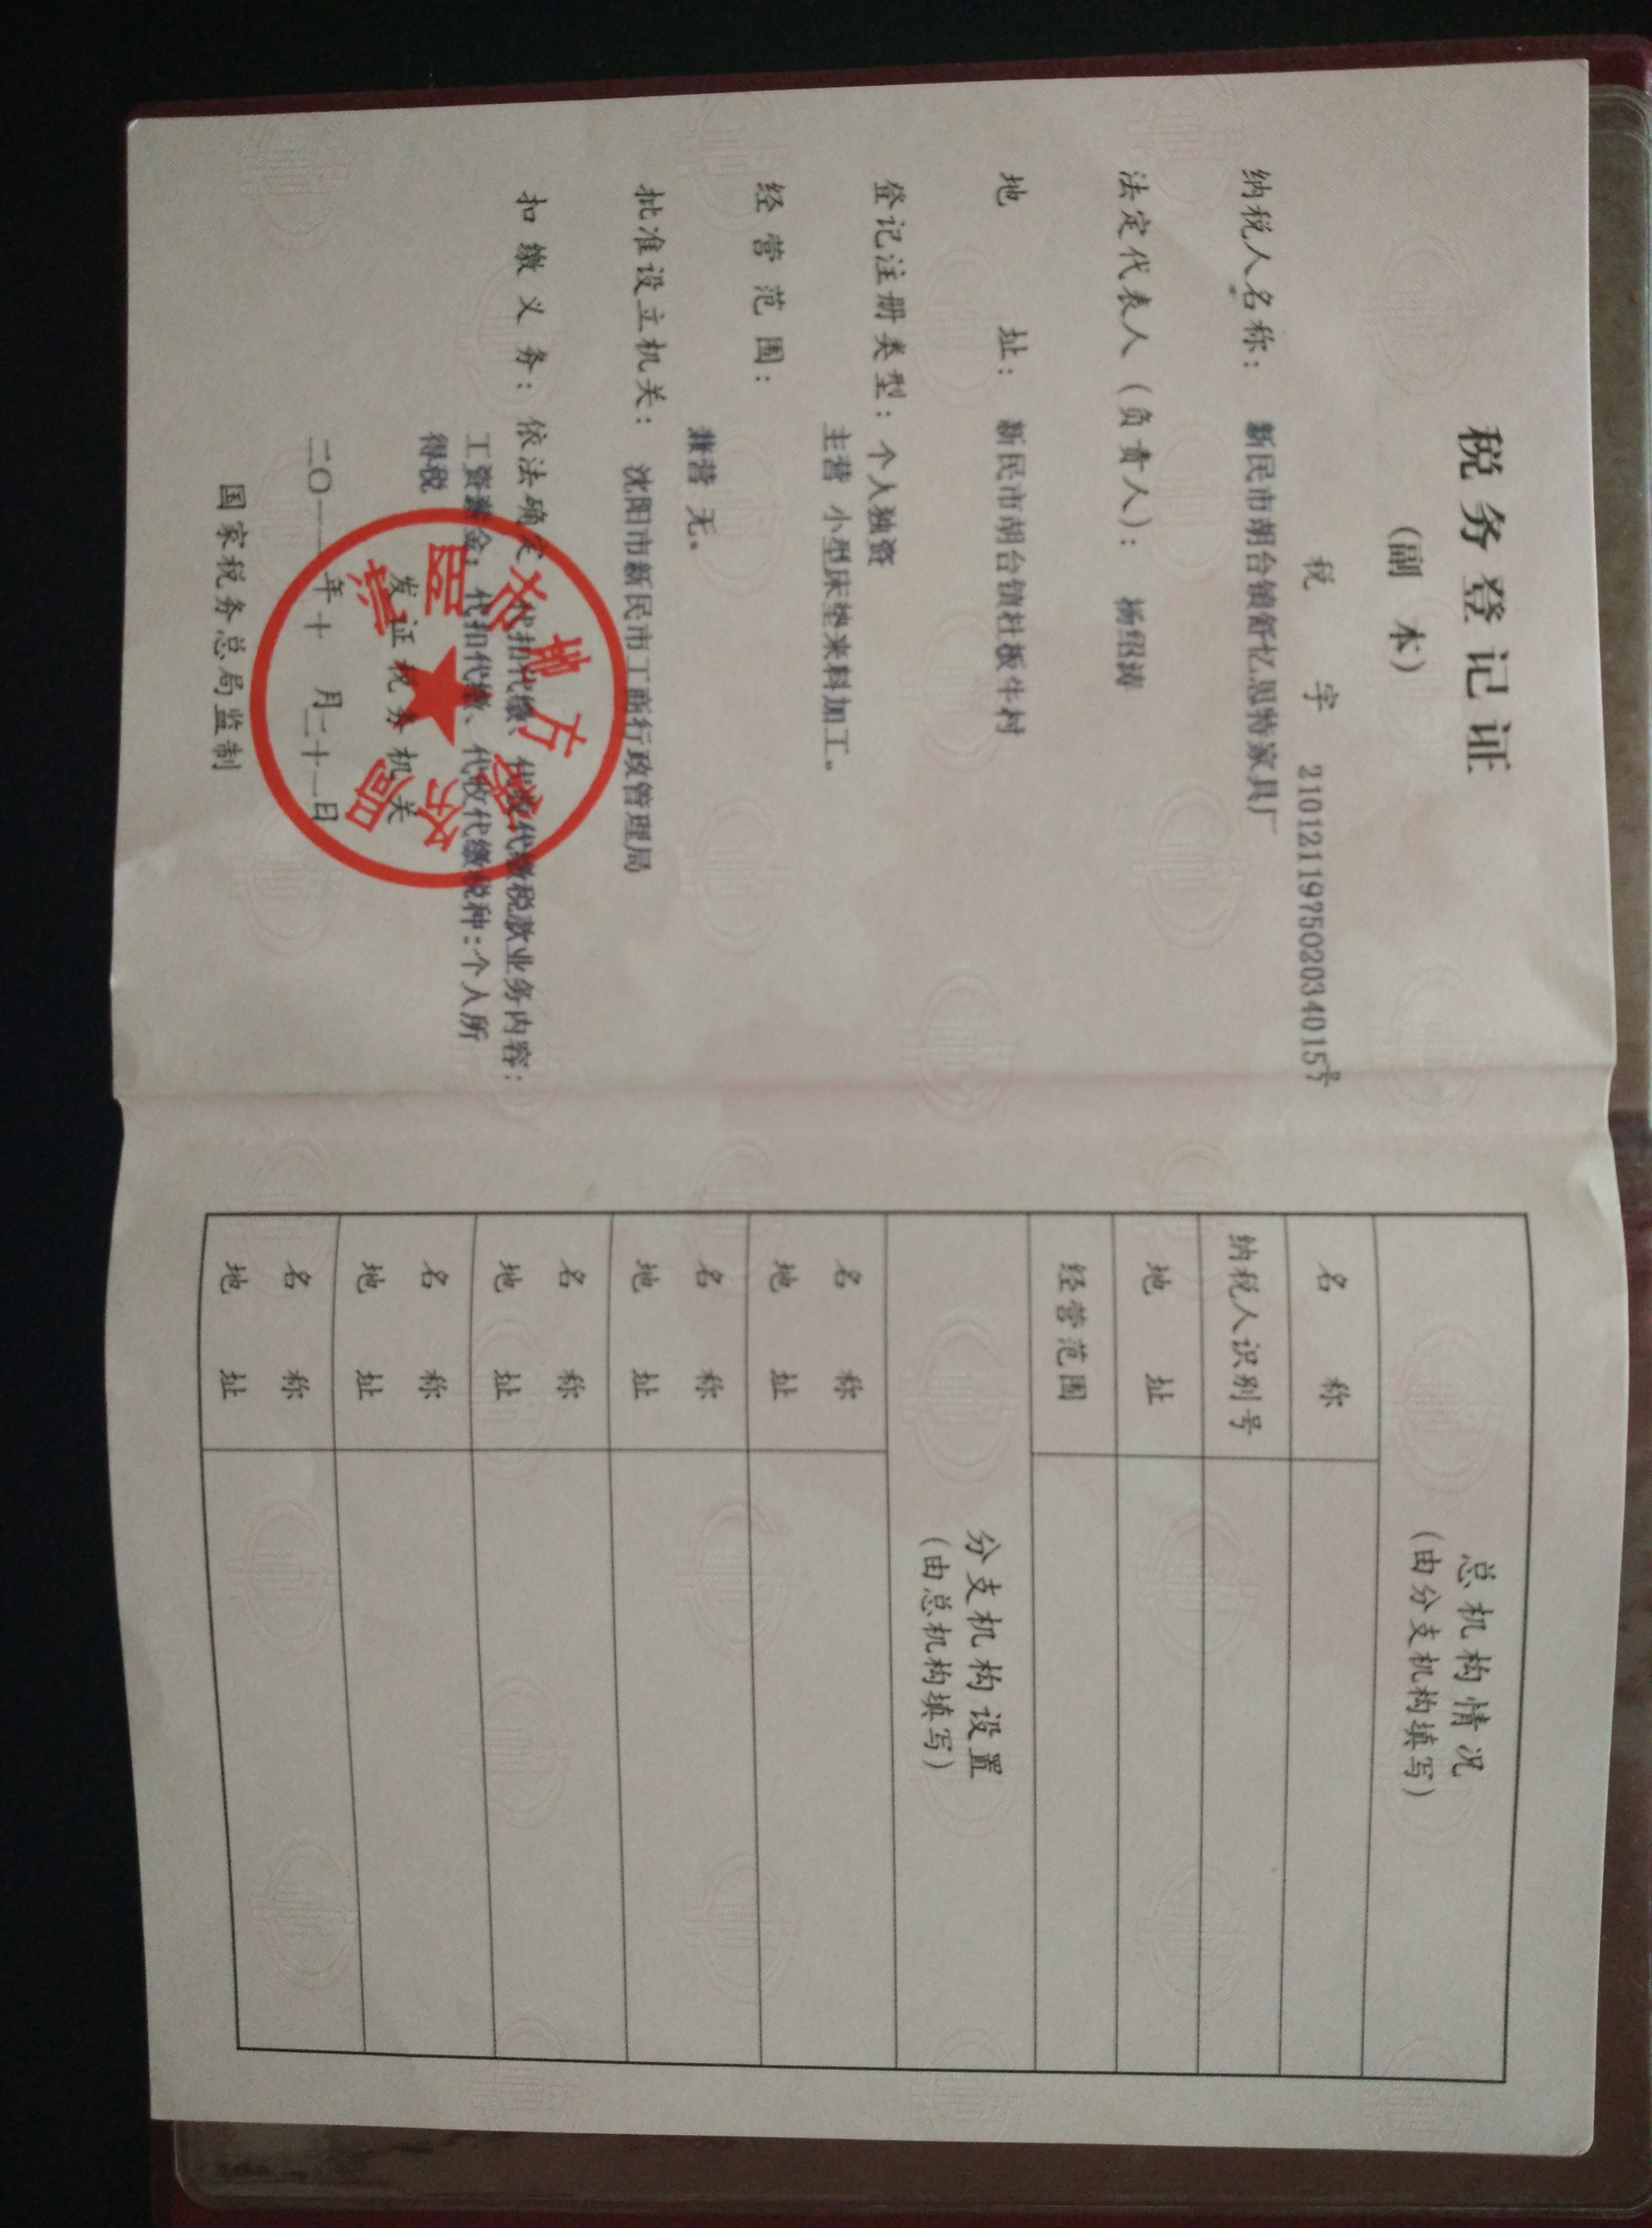 税务登记证
（副 本）
税 字 210121197502034015号
纳税人名称： 新民市胡台镇舒忆思特家具厂
法定代表人（负责人）： 杨绍涛
地 址： 新民市胡台镇杜板牛村
登记注册类型： 个人独资
经 营 范 围：
主营 小型床垫来料加工。
兼营 无。
批准设立机关： 沈阳市新民市工商行政管理局
扣 缴 义 务： 依法确定 代扣代缴、代收代缴税款业务内容：
工资薪金；代扣代缴、代收代缴税种：个人所
得税
发证税务机关
二〇一一年十 月二十一日
国家税务总局监制
地方 务局
总机构情况
（由分支机构填写）
名 称
纳税人识别号
地 址
经营范围
分支机构设置
（由总机构填写）
名 称
地 址
名 称
地 址
名 称
地 址
名 称
地 址
名 称
地 址